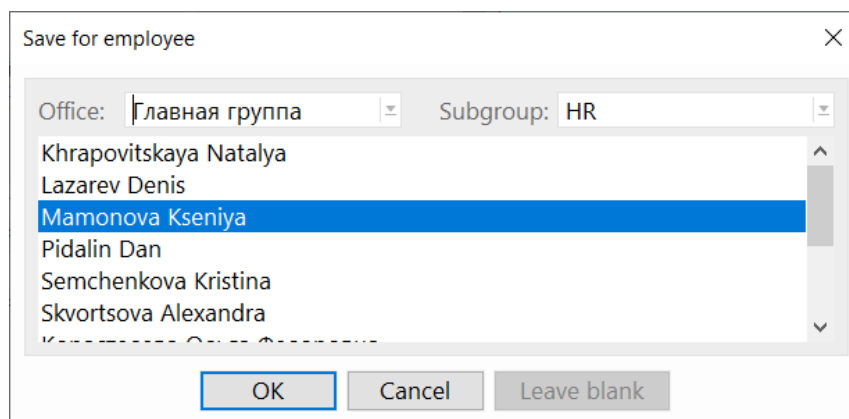 Save for employee
Office: Главная группа Subgroup: HR
Khrapovitskaya Natalya
Lazarev Denis
Mamonova Kseniya
Pidalin Dan
Semchenkova Kristina
Skvortsova Alexandra
OK Cancel Leave blank